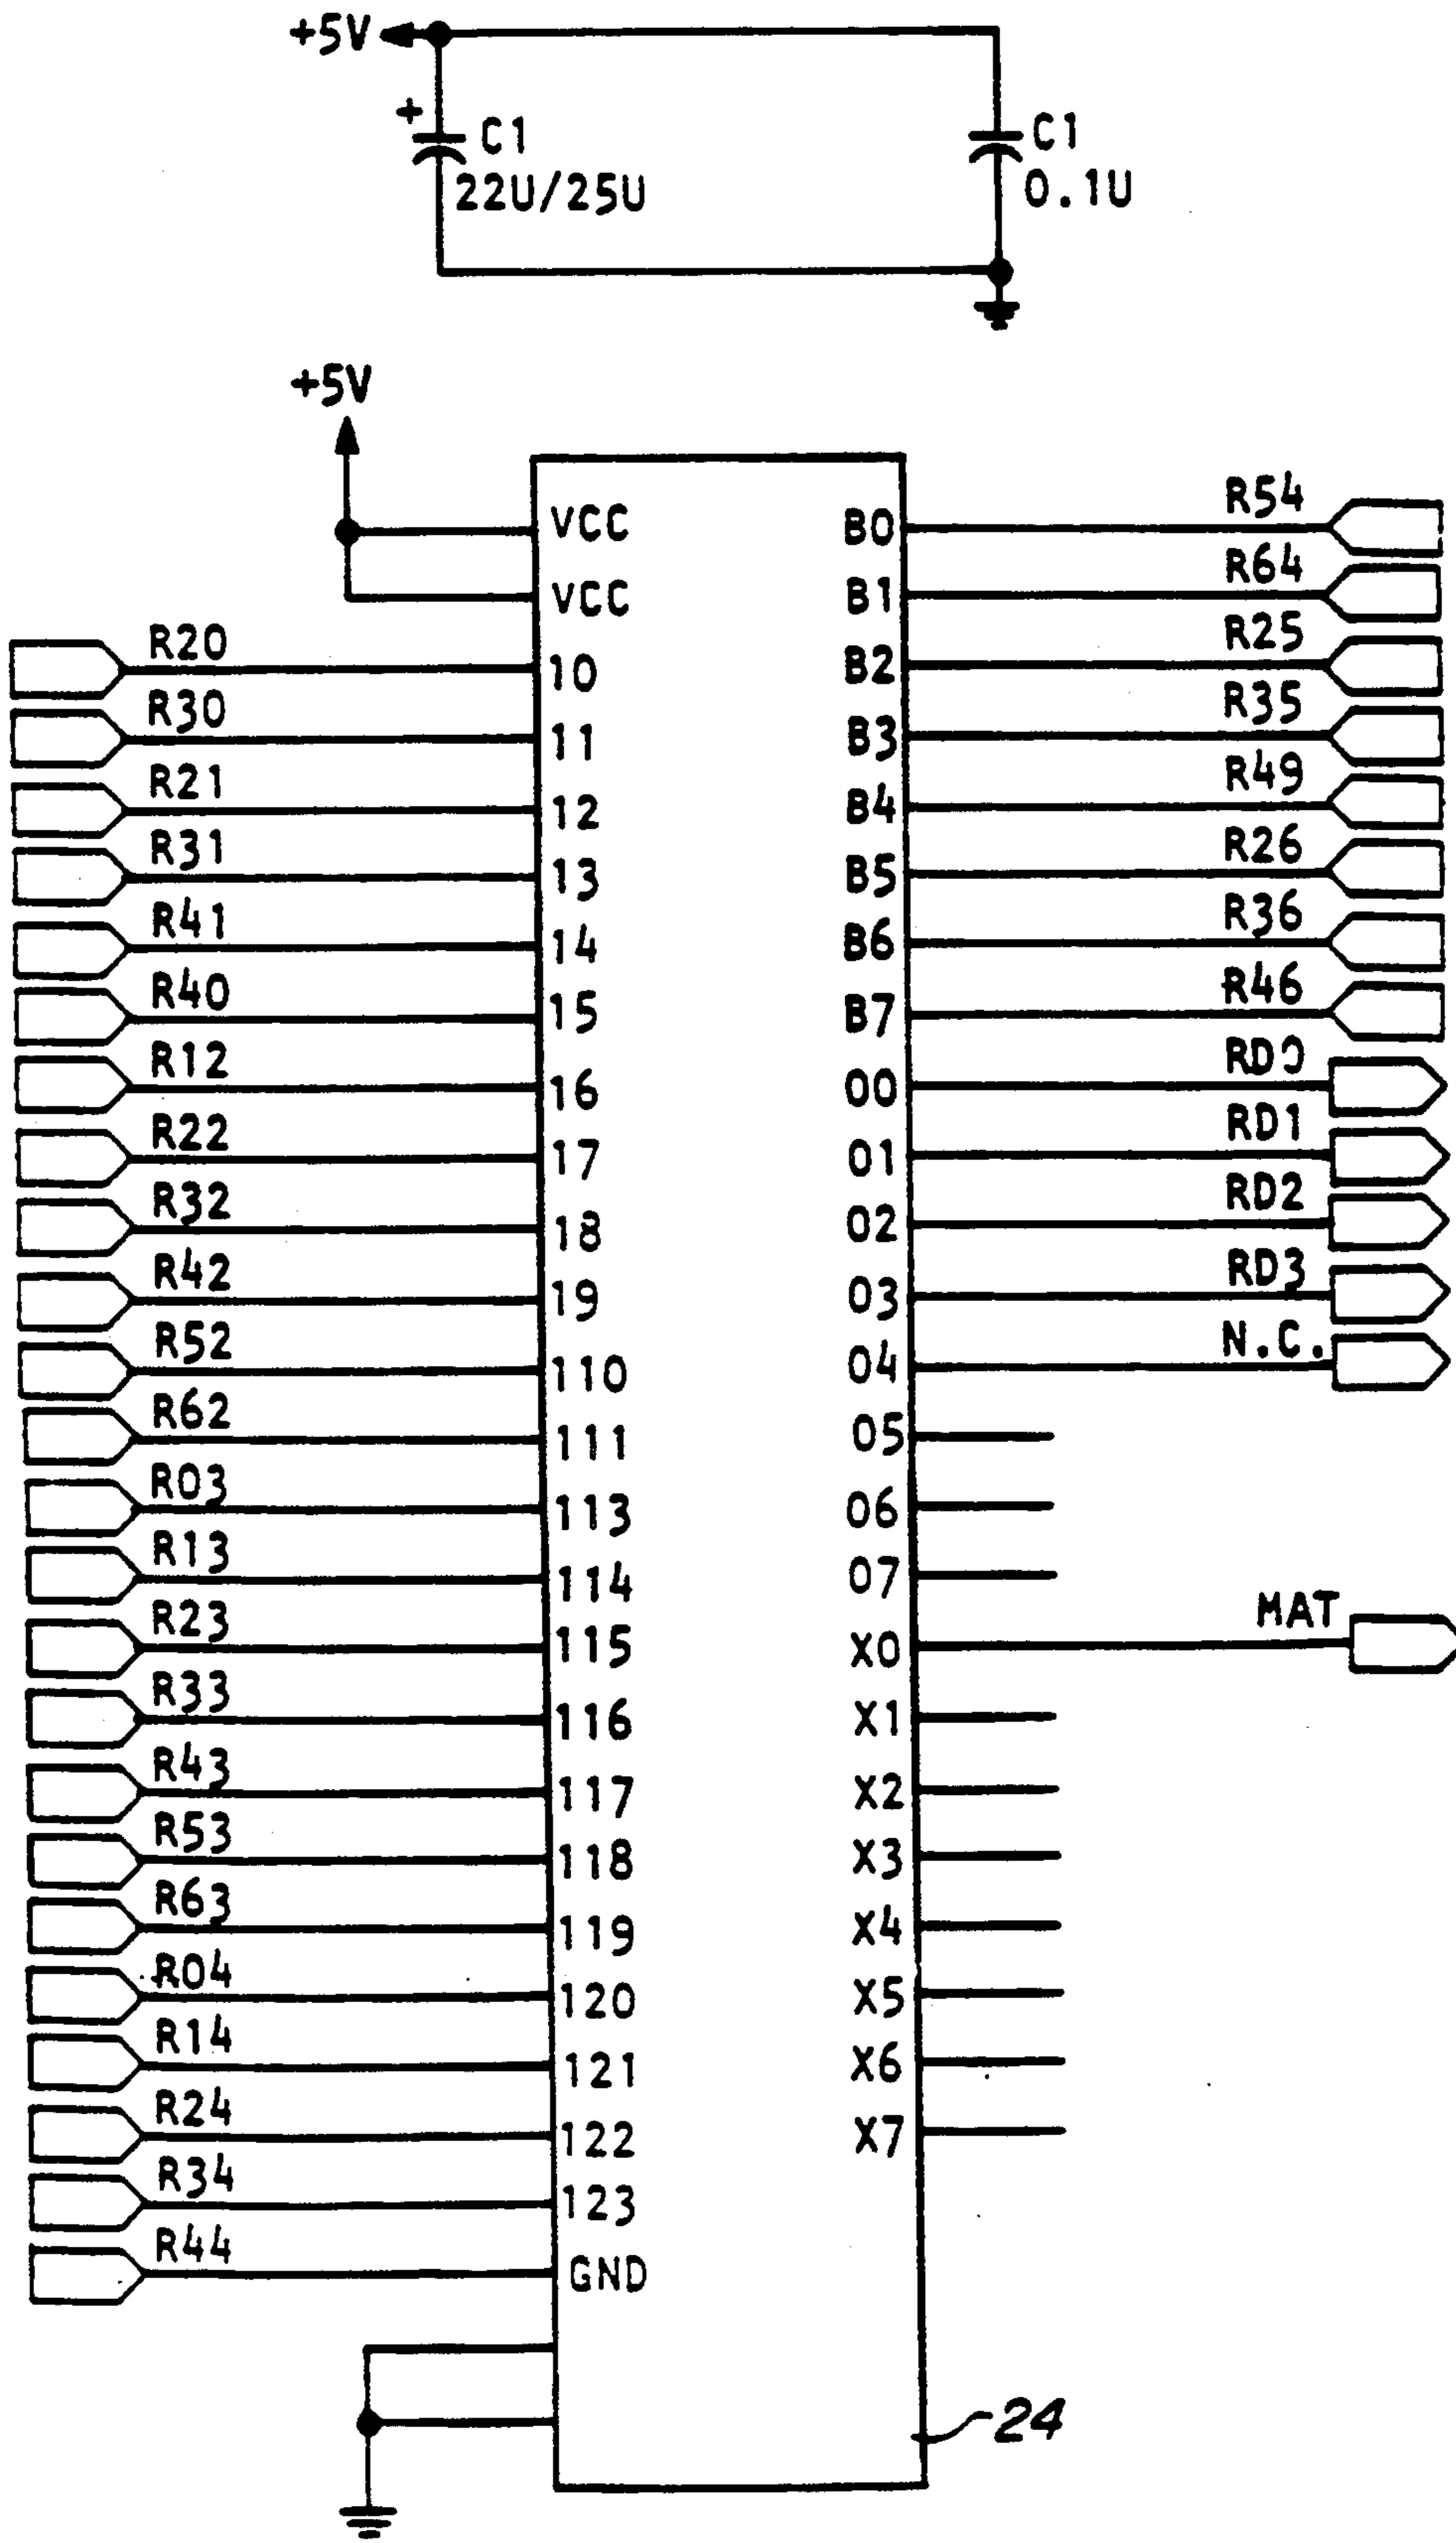 +5V
+ C1
22U/25U
C1
0.1U
+5V
VCC
VCC
R20 10
R30 11
R21 12
R31 13
R41 14
R40 15
R12 16
R22 17
R32 18
R42 19
R52 110
R62 111
R03 113
R13 114
R23 115
R33 116
R43 117
R53 118
R63 119
R04 120
R14 121
R24 122
R34 123
R44 GND
B0 R54
B1 R64
B2 R25
B3 R35
B4 R49
B5 R26
B6 R36
B7 R46
00 RD0
01 RD1
02 RD2
03 RD3
04 N.C.
05
06
07
X0 MAT
X1
X2
X3
X4
X5
X6
X7
24